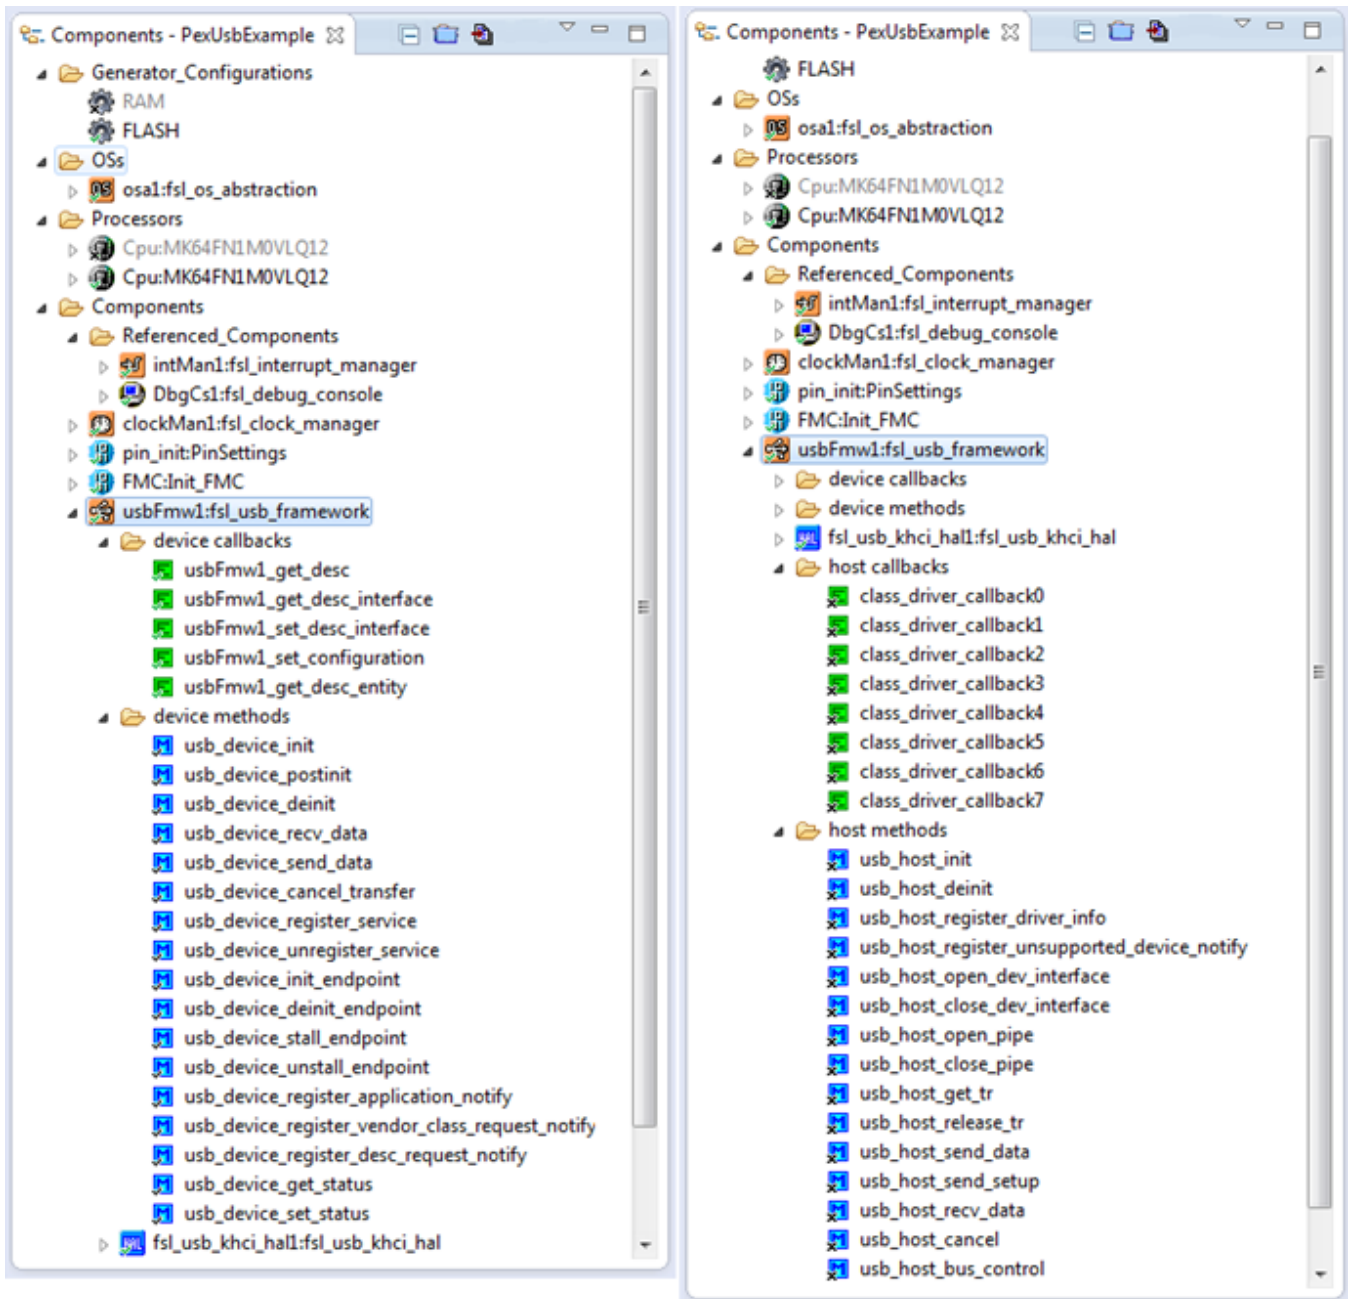 Components - PexUsbExample
Generator_Configurations
RAM
FLASH
OSs
osa1:fsl_os_abstraction
Processors
Cpu:MK64FN1M0VLQ12
Cpu:MK64FN1M0VLQ12
Components
Referenced_Components
intMan1:fsl_interrupt_manager
DbgCs1:fsl_debug_console
clockMan1:fsl_clock_manager
pin_init:PinSettings
FMC:Init_FMC
usbFmw1:fsl_usb_framework
device callbacks
usbFmw1_get_desc
usbFmw1_get_desc_interface
usbFmw1_set_desc_interface
usbFmw1_set_configuration
usbFmw1_get_desc_entity
device methods
usb_device_init
usb_device_postinit
usb_device_deinit
usb_device_recv_data
usb_device_send_data
usb_device_cancel_transfer
usb_device_register_service
usb_device_unregister_service
usb_device_init_endpoint
usb_device_deinit_endpoint
usb_device_stall_endpoint
usb_device_unstall_endpoint
usb_device_register_application_notify
usb_device_register_vendor_class_request_notify
usb_device_register_desc_request_notify
usb_device_get_status
usb_device_set_status
fsl_usb_khci_hal1:fsl_usb_khci_hal
Components - PexUsbExample
FLASH
OSs
osa1:fsl_os_abstraction
Processors
Cpu:MK64FN1M0VLQ12
Cpu:MK64FN1M0VLQ12
Components
Referenced_Components
intMan1:fsl_interrupt_manager
DbgCs1:fsl_debug_console
clockMan1:fsl_clock_manager
pin_init:PinSettings
FMC:Init_FMC
usbFmw1:fsl_usb_framework
device callbacks
device methods
fsl_usb_khci_hal1:fsl_usb_khci_hal
host callbacks
class_driver_callback0
class_driver_callback1
class_driver_callback2
class_driver_callback3
class_driver_callback4
class_driver_callback5
class_driver_callback6
class_driver_callback7
host methods
usb_host_init
usb_host_deinit
usb_host_register_driver_info
usb_host_register_unsupported_device_notify
usb_host_open_dev_interface
usb_host_close_dev_interface
usb_host_open_pipe
usb_host_close_pipe
usb_host_get_tr
usb_host_release_tr
usb_host_send_data
usb_host_send_setup
usb_host_recv_data
usb_host_cancel
usb_host_bus_control